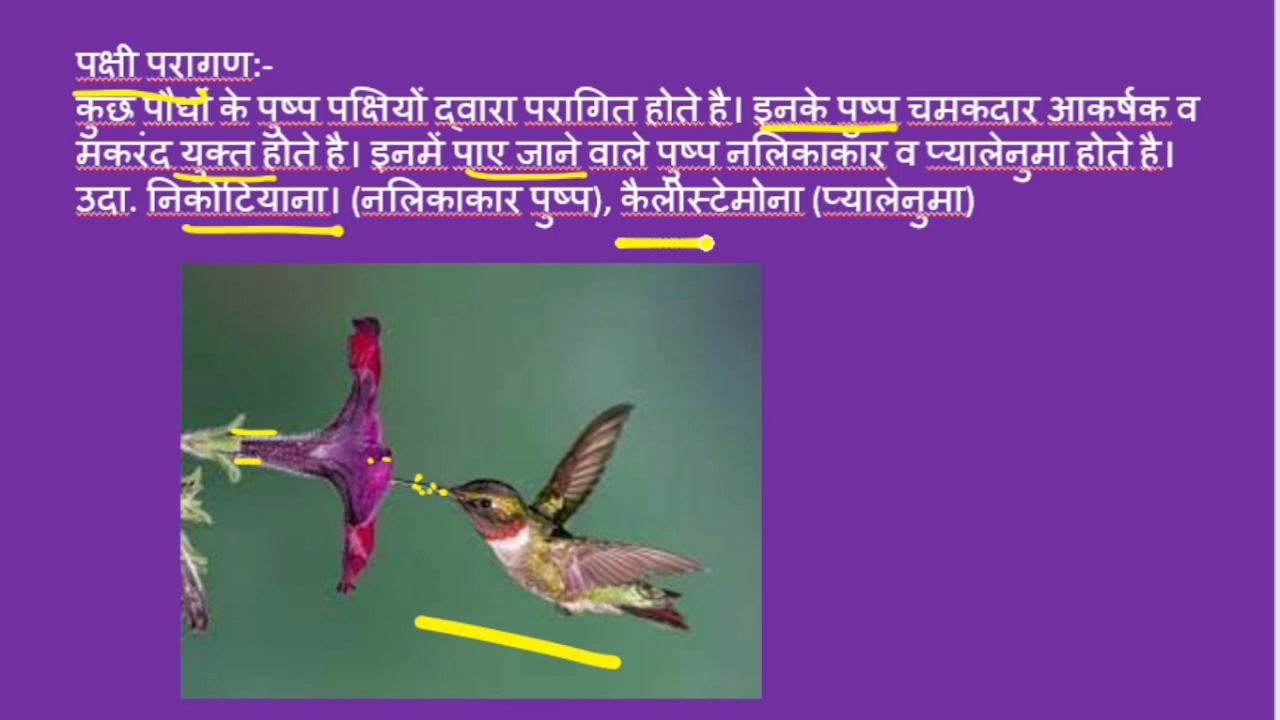 पक्षी परागण:-
कुछ पौधों के पुष्प पक्षियों द्वारा परागित होते है। इनके पुष्प चमकदार आकर्षक व
मकरंद युक्त होते है। इनमें पाए जाने वाले पुष्प नलिकाकार व प्यालेनुमा होते है।
उदा. निकोटियाना। (नलिकाकार पुष्प), कैलीस्टेमोना (प्यालेनुमा)